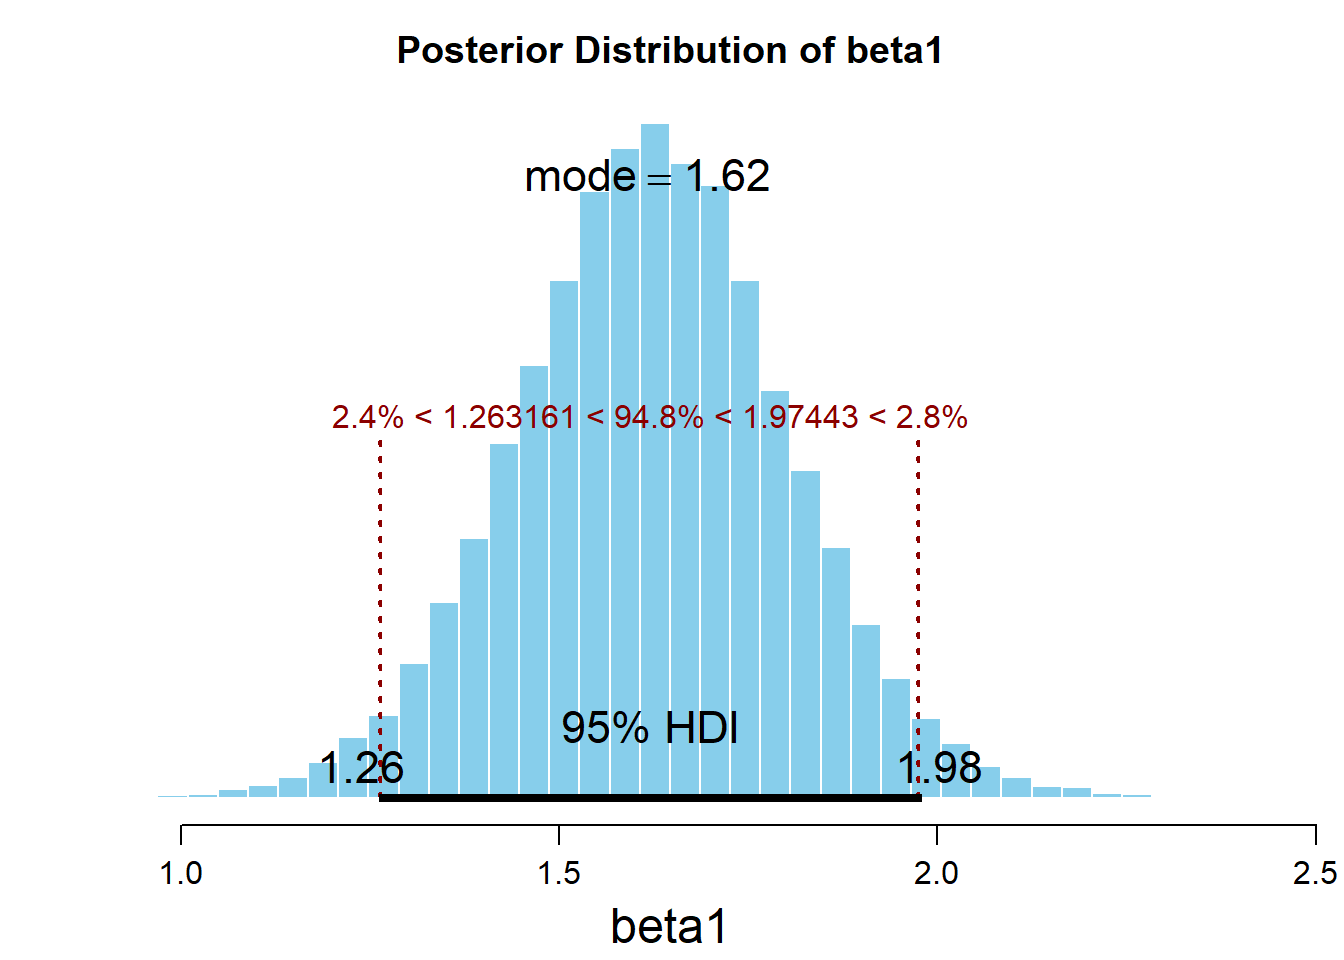 Posterior Distribution of beta1
mode = 1.62
2.4% < 1.263161 < 94.8% < 1.97443 < 2.8%
95% HDI
1.26 1.98
1.0 1.5 2.0 2.5
beta1